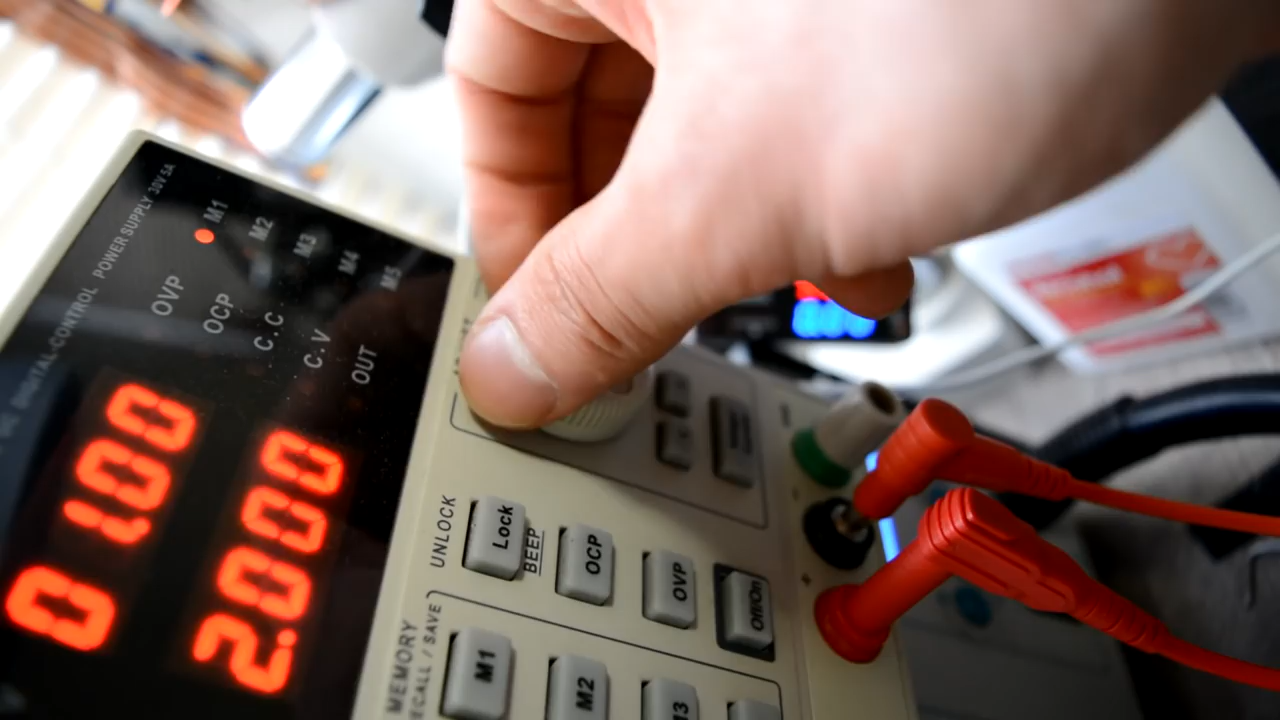 DIGITAL-CONTROL POWER SUPPLY 30V 5A
M1
M2
M3
M4
M5
OVP
OCP
C.C
C.V
OUT
0 100
2.000
UNLOCK
Lock
BEEP
OCP
OVP
Off/On
MEMORY
RECALL / SAVE
M1
M2
M3